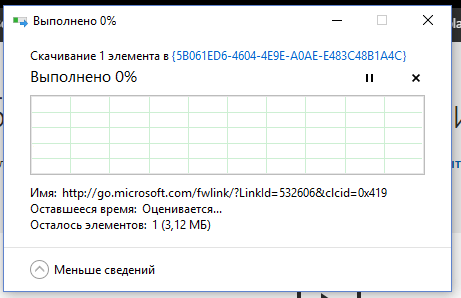 Выполнено 0%
Скачивание 1 элемента в {5B061ED6-4604-4E9E-A0AE-E483C48B1A4C}
Выполнено 0%
Имя: http://go.microsoft.com/fwlink/?LinkId=532606&clcid=0x419
Оставшееся время: Оценивается...
Осталось элементов: 1 (3,12 МБ)
Меньше сведений